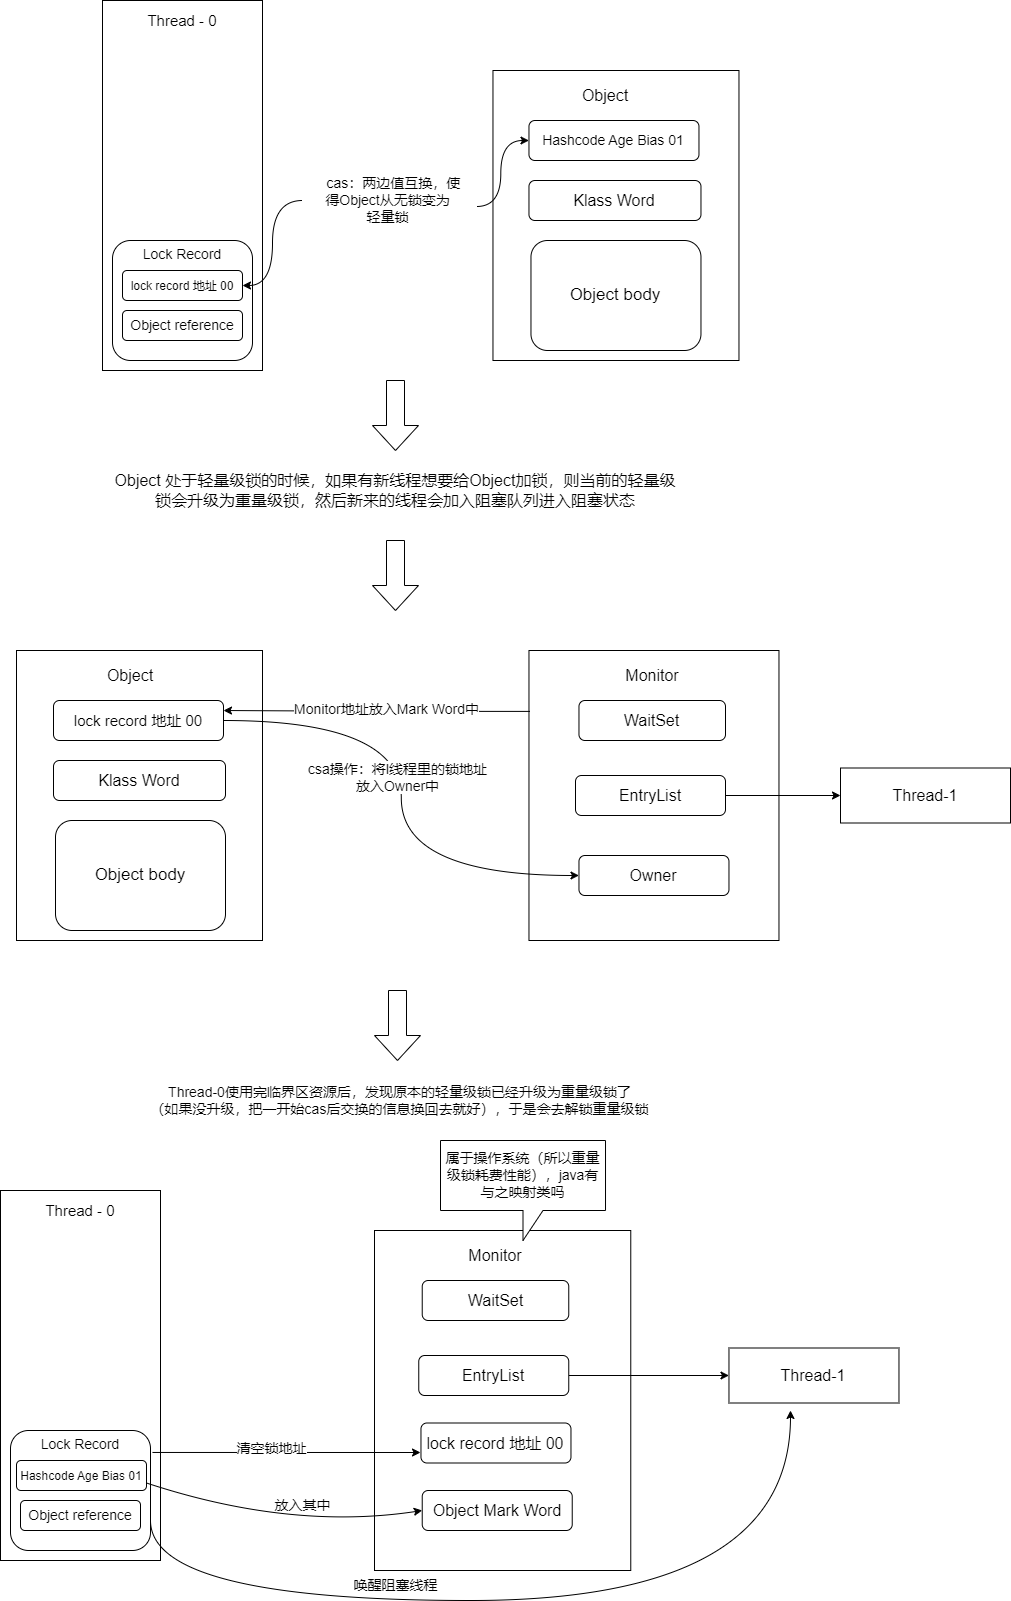 Thread - 0
Object
Hashcode Age Bias 01
cas：两边值互换，使
得Object从无锁变为
轻量锁
Klass Word
Lock Record
lock record 地址 00
Object reference
Object body
Object 处于轻量级锁的时候，如果有新线程想要给Object加锁，则当前的轻量级
锁会升级为重量级锁，然后新来的线程会加入阻塞队列进入阻塞状态
Object
Monitor
lock record 地址 00
Monitor地址放入Mark Word中
WaitSet
csa操作：将l线程里的锁地址
放入Owner中
Klass Word
EntryList
Thread-1
Object body
Owner
Thread-0使用完临界区资源后，发现原本的轻量级锁已经升级为重量级锁了
（如果没升级，把一开始cas后交换的信息换回去就好），于是会去解锁重量级锁
属于操作系统（所以重量
级锁耗费性能），java有
与之映射类吗
Thread - 0
Monitor
WaitSet
EntryList
Thread-1
Lock Record
清空锁地址
lock record 地址 00
Hashcode Age Bias 01
放入其中
Object Mark Word
Object reference
唤醒阻塞线程